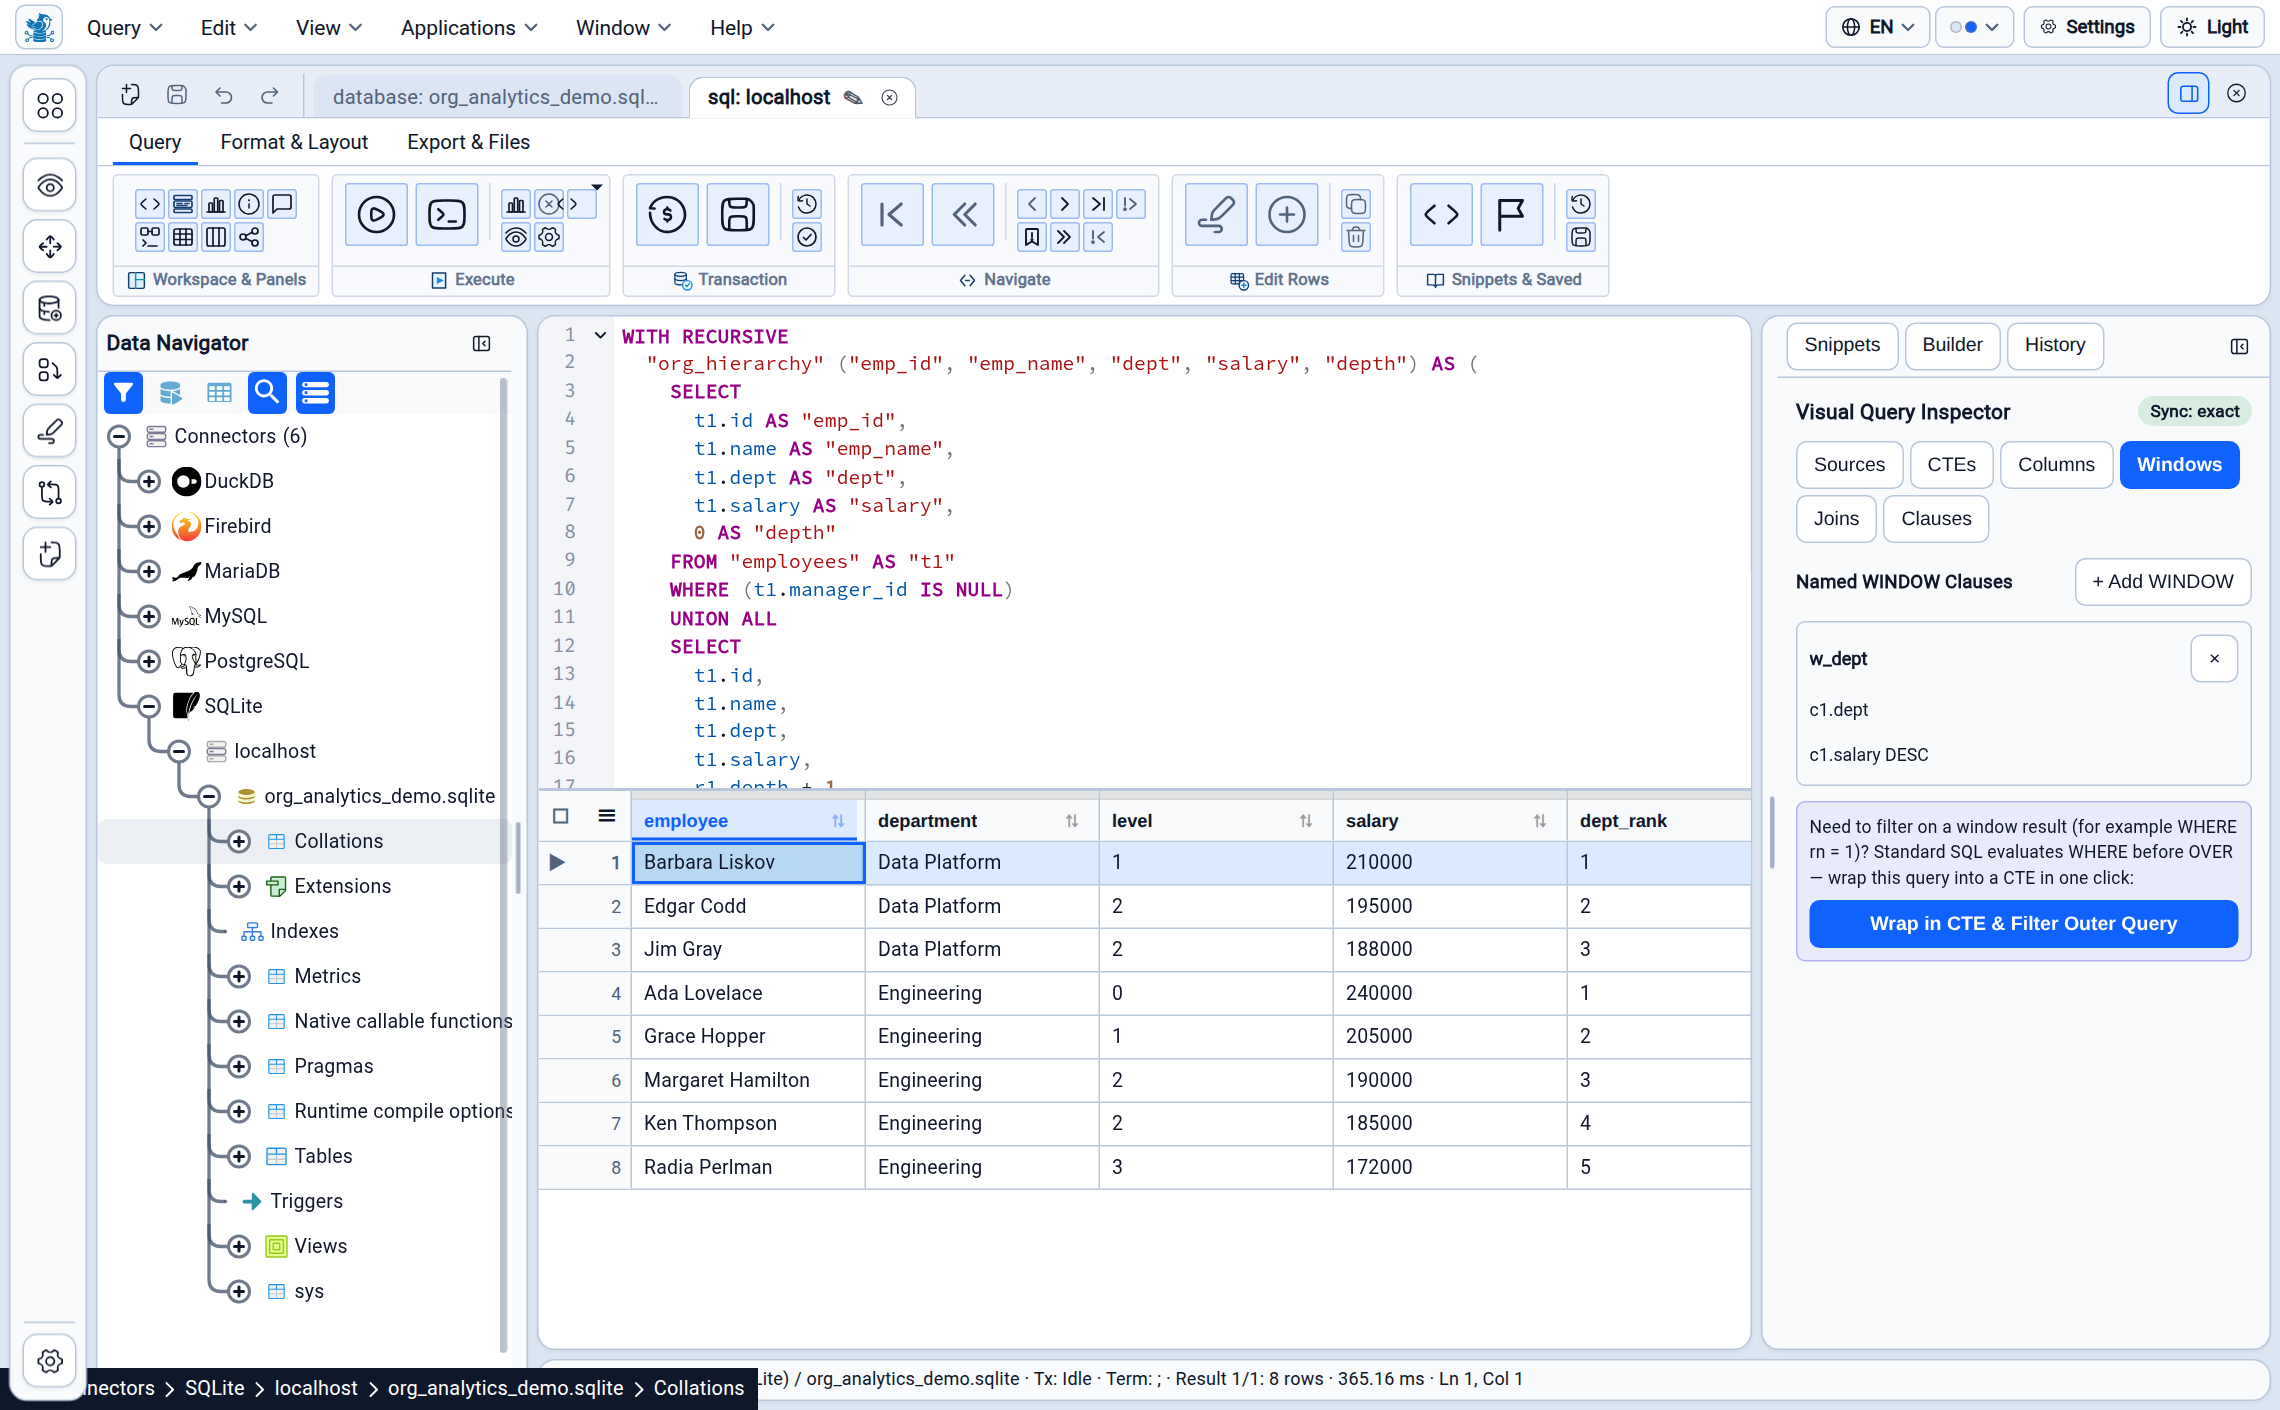 Query Edit View Applications Window Help EN Settings Light
database: org_analytics_demo.sql... sql: localhost
Query Format & Layout Export & Files
Workspace & Panels Execute Transaction Navigate Edit Rows Snippets & Saved
Data Navigator
Connectors (6)
DuckDB
Firebird
MariaDB
MySQL
PostgreSQL
SQLite
localhost
org_analytics_demo.sqlite
Collations
Extensions
Indexes
Metrics
Native callable functions
Pragmas
Runtime compile options
Tables
Triggers
Views
sys
1 WITH RECURSIVE
2 "org_hierarchy" ("emp_id", "emp_name", "dept", "salary", "depth") AS (
3 SELECT
4 t1.id AS "emp_id",
5 t1.name AS "emp_name",
6 t1.dept AS "dept",
7 t1.salary AS "salary",
8 0 AS "depth"
9 FROM "employees" AS "t1"
10 WHERE (t1.manager_id IS NULL)
11 UNION ALL
12 SELECT
13 t1.id,
14 t1.name,
15 t1.dept,
16 t1.salary,
17 r1.depth + 1
employee department level salary dept_rank
1 Barbara Liskov Data Platform 1 210000 1
2 Edgar Codd Data Platform 2 195000 2
3 Jim Gray Data Platform 2 188000 3
4 Ada Lovelace Engineering 0 240000 1
5 Grace Hopper Engineering 1 205000 2
6 Margaret Hamilton Engineering 2 190000 3
7 Ken Thompson Engineering 2 185000 4
8 Radia Perlman Engineering 3 172000 5
Snippets Builder History
Visual Query Inspector Sync: exact
Sources CTEs Columns Windows
Joins Clauses
Named WINDOW Clauses + Add WINDOW
w_dept ×
c1.dept
c1.salary DESC
Need to filter on a window result (for example WHERE
rn = 1)? Standard SQL evaluates WHERE before OVER
— wrap this query into a CTE in one click:
Wrap in CTE & Filter Outer Query
nnectors > SQLite > localhost > org_analytics_demo.sqlite > Collations
Lite) / org_analytics_demo.sqlite · Tx: Idle · Term: ; · Result 1/1: 8 rows · 365.16 ms · Ln 1, Col 1